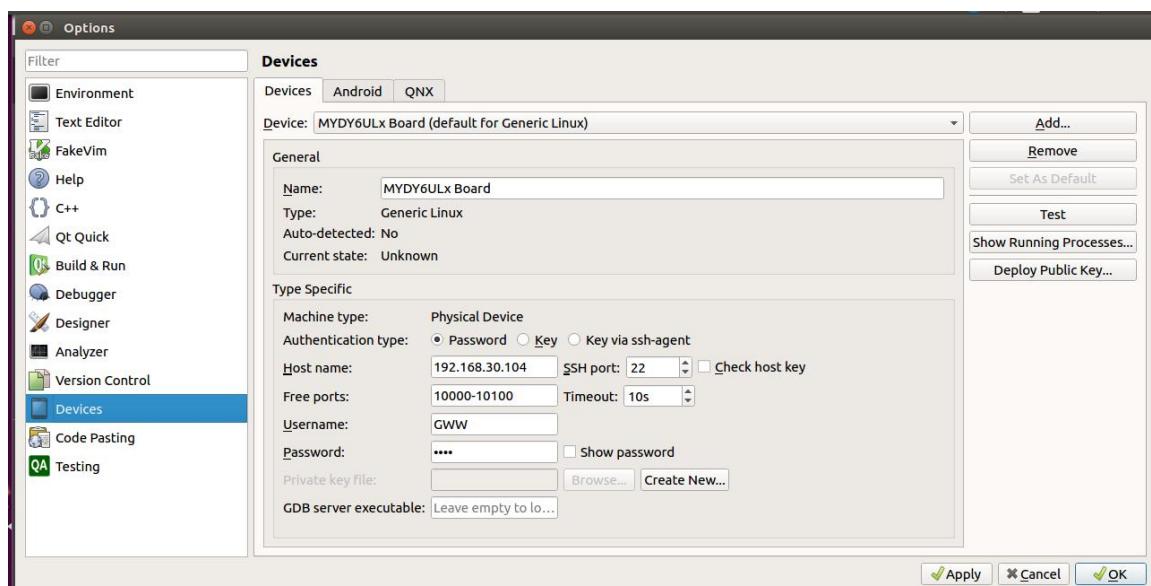 Options
Filter
Environment
Text Editor
FakeVim
Help
C++
Qt Quick
Build & Run
Debugger
Designer
Analyzer
Version Control
Devices
Code Pasting
QA Testing
Devices
Devices Android QNX
Device: MYDY6ULx Board (default for Generic Linux)
General
Name: MYDY6ULx Board
Type: Generic Linux
Auto-detected: No
Current state: Unknown
Type Specific
Machine type: Physical Device
Authentication type: Password Key Key via ssh-agent
Host name: 192.168.30.104 SSH port: 22 Check host key
Free ports: 10000-10100 Timeout: 10s
Username: GWW
Password: •••• Show password
Private key file: Browse... Create New...
GDB server executable: Leave empty to lo...
Add...
Remove
Set As Default
Test
Show Running Processes...
Deploy Public Key...
Apply Cancel OK